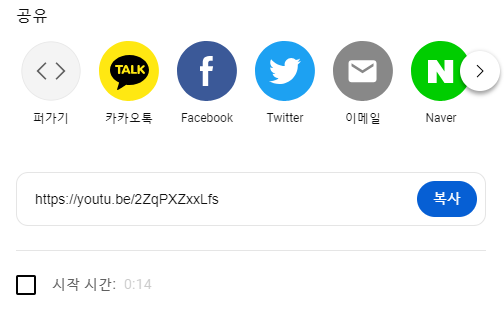 공유
TALK
퍼가기
카카오톡
Facebook
Twitter
이메일
Naver
https://youtu.be/2ZqPXZxxLfs
복사
시작 시간: 0:14